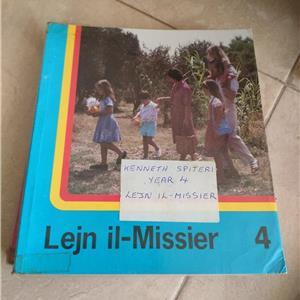 KENNETH SPITERI
YEAR 4
LEJN IL-MISSIER
Lejn il-Missier 4